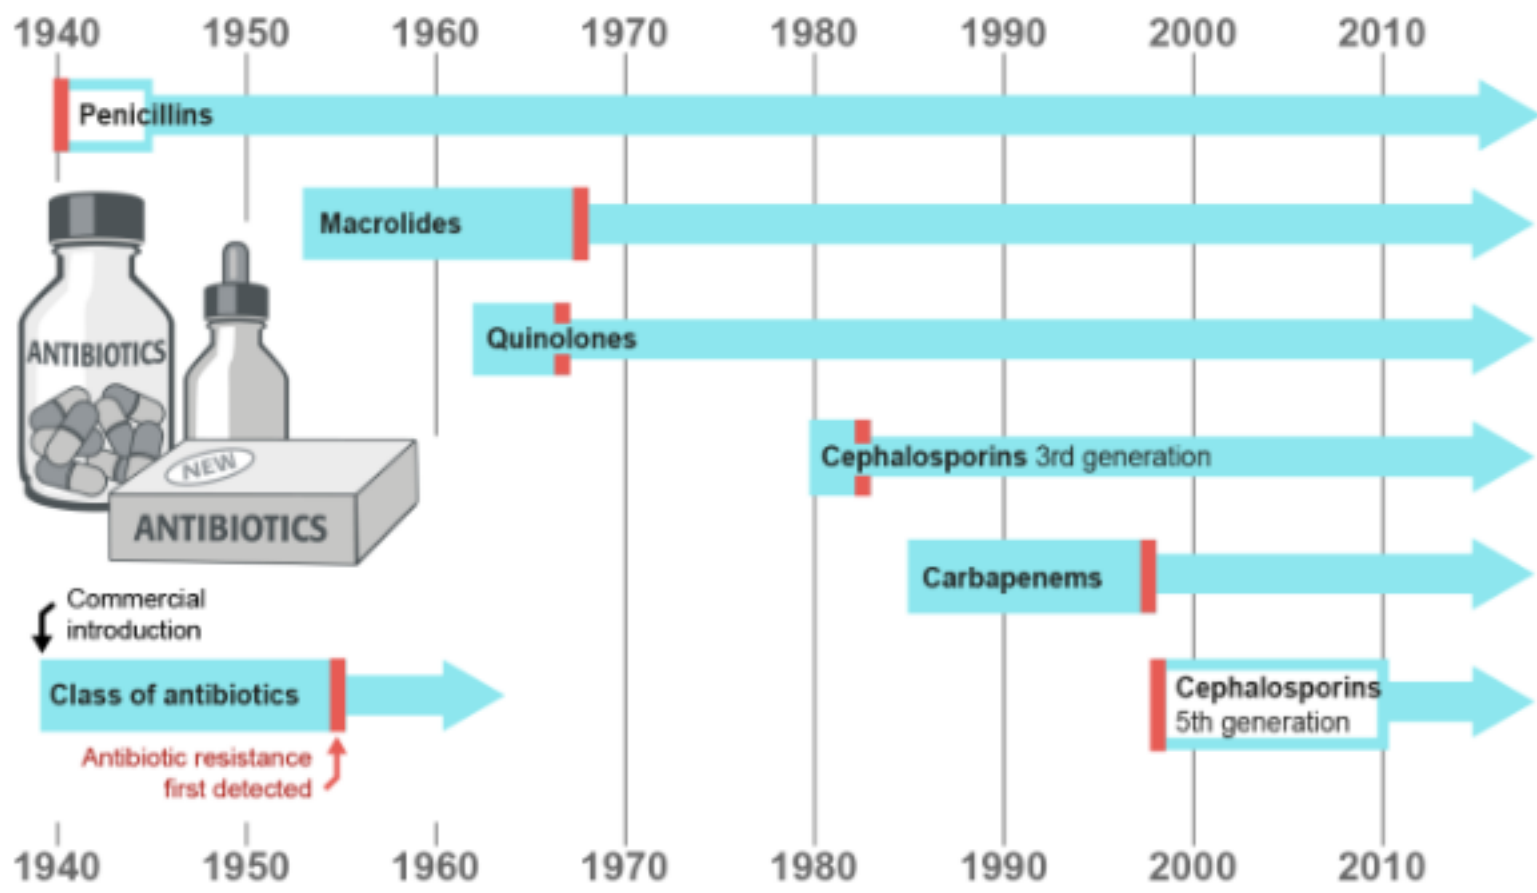 1940 1950 1960 1970 1980 1990 2000 2010
Penicillins
Macrolides
Quinolones
ANTIBIOTICS
NEW
ANTIBIOTICS
Cephalosporins 3rd generation
Carbapenems
Commercial
introduction
Class of antibiotics
Cephalosporins
5th generation
Antibiotic resistance
first detected
1940 1950 1960 1970 1980 1990 2000 2010